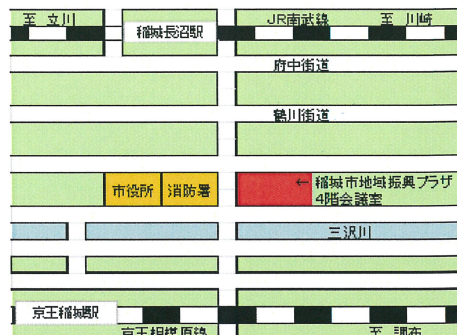 至 立川
稲城長沼駅
JR南武線
至 川崎
府中街道
鶴川街道
市役所
消防署
← 稲城市地域振興プラザ
4階会議室
三沢川
京王稲城駅
京王相模原線
至 調布